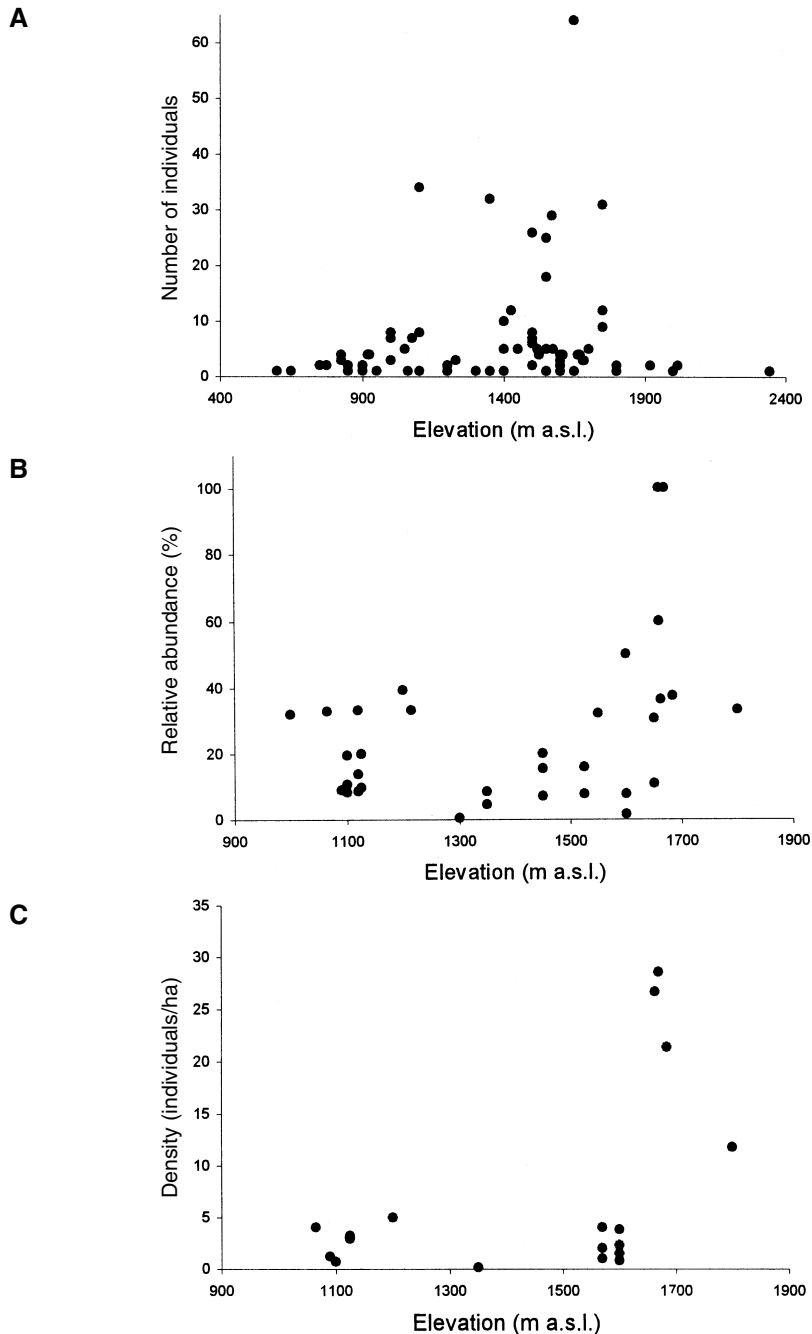 A
Number of individuals
60
50
40
30
20
10
0
400 900 1400 1900 2400
Elevation (m a.s.l.)
B
Relative abundance (%)
100
80
60
40
20
0
900 1100 1300 1500 1700 1900
Elevation (m a.s.l.)
C
Density (individuals/ha)
35
30
25
20
15
10
5
0
900 1100 1300 1500 1700 1900
Elevation (m a.s.l.)